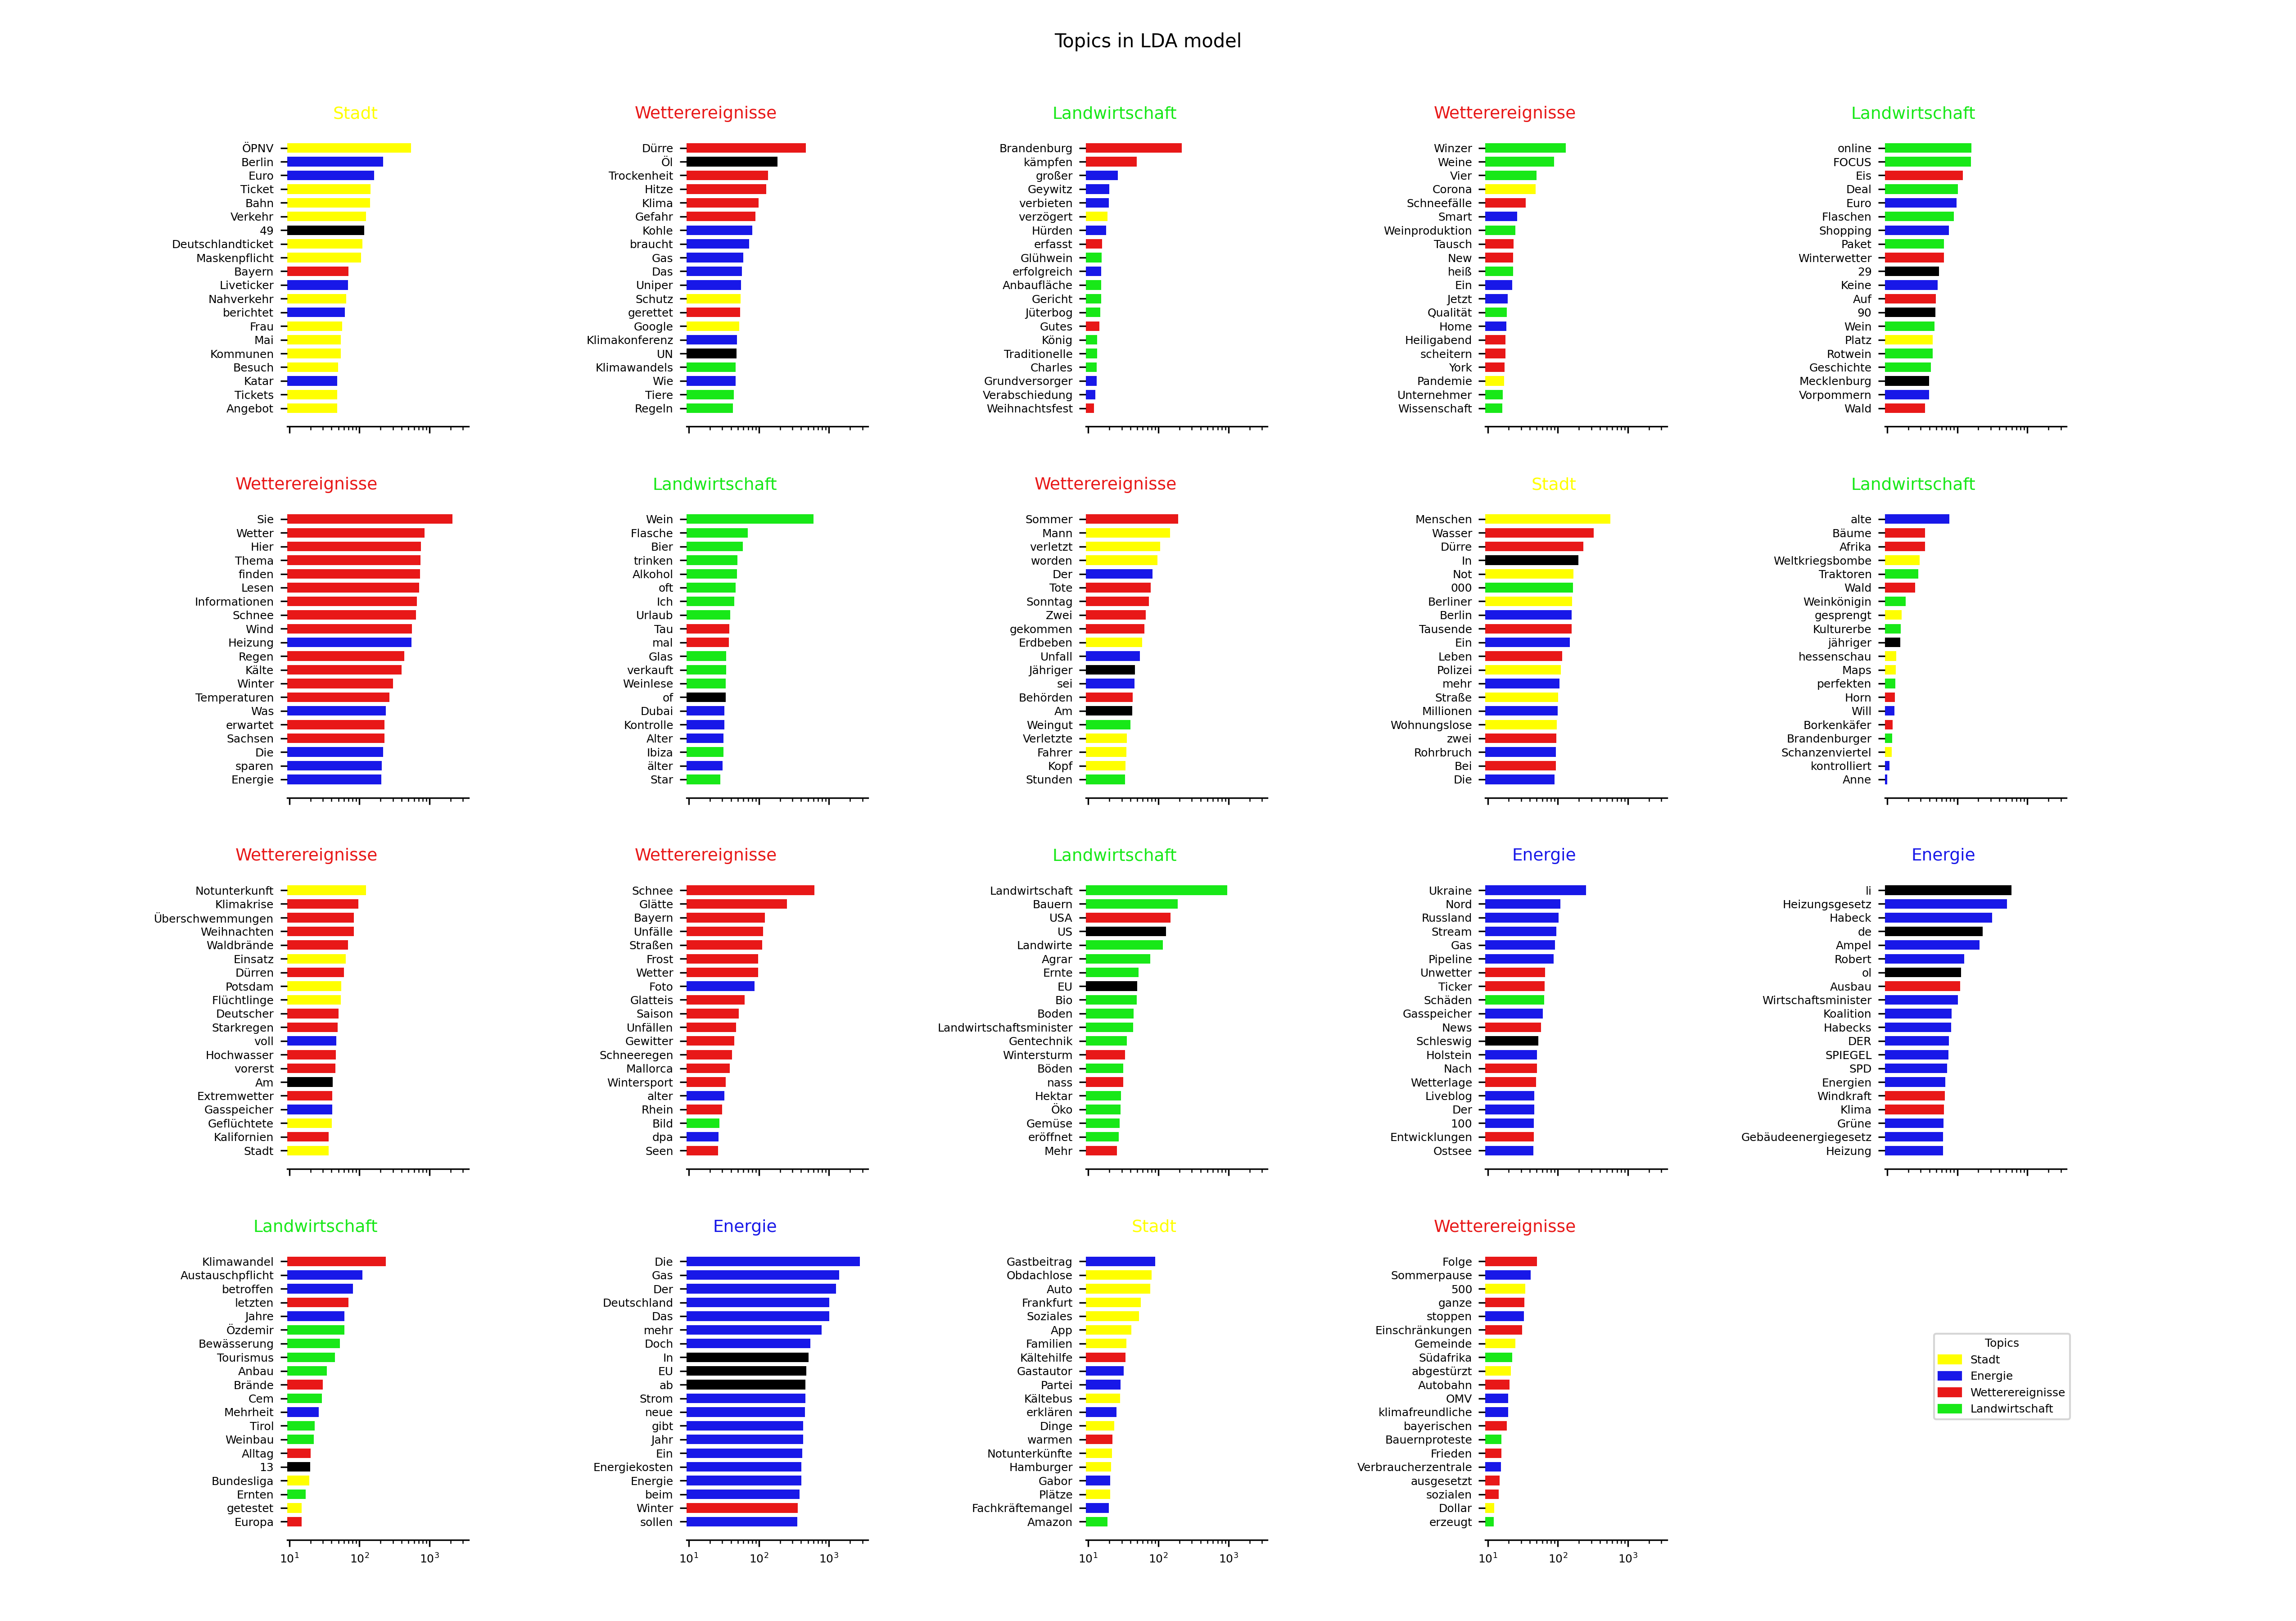 Topics in LDA model
Stadt
ÖPNV
Berlin
Euro
Ticket
Bahn
Verkehr
49
Deutschlandticket
Maskenpflicht
Bayern
Liveticker
Nahverkehr
berichtet
Frau
Mai
Kommunen
Besuch
Katar
Tickets
Angebot
Wetterereignisse
Dürre
Öl
Trockenheit
Hitze
Klima
Gefahr
Kohle
braucht
Gas
Das
Uniper
Schutz
gerettet
Google
Klimakonferenz
UN
Klimawandels
Wie
Tiere
Regeln
Landwirtschaft
Brandenburg
kämpfen
großer
Geywitz
verbieten
verzögert
Hürden
erfasst
Glühwein
erfolgreich
Anbaufläche
Gericht
Jüterbog
Gutes
König
Traditionelle
Charles
Grundversorger
Verabschiedung
Weihnachtsfest
Wetterereignisse
Winzer
Weine
Vier
Corona
Schneefälle
Smart
Weinproduktion
Tausch
New
heiß
Ein
Jetzt
Qualität
Home
Heiligabend
scheitern
York
Pandemie
Unternehmer
Wissenschaft
Landwirtschaft
online
FOCUS
Eis
Deal
Euro
Flaschen
Shopping
Paket
Winterwetter
29
Keine
Auf
90
Wein
Platz
Rotwein
Geschichte
Mecklenburg
Vorpommern
Wald
Wetterereignisse
Sie
Wetter
Hier
Thema
finden
Lesen
Informationen
Schnee
Wind
Heizung
Regen
Kälte
Winter
Temperaturen
Was
erwartet
Sachsen
Die
sparen
Energie
Landwirtschaft
Wein
Flasche
Bier
trinken
Alkohol
oft
Ich
Urlaub
Tau
mal
Glas
verkauft
Weinlese
of
Dubai
Kontrolle
Alter
Ibiza
älter
Star
Wetterereignisse
Sommer
Mann
verletzt
worden
Der
Tote
Sonntag
Zwei
gekommen
Erdbeben
Unfall
Jähriger
sei
Behörden
Am
Weingut
Verletzte
Fahrer
Kopf
Stunden
Stadt
Menschen
Wasser
Dürre
In
Not
000
Berliner
Berlin
Tausende
Ein
Leben
Polizei
mehr
Straße
Millionen
Wohnungslose
zwei
Rohrbruch
Bei
Die
Landwirtschaft
alte
Bäume
Afrika
Weltkriegsbombe
Traktoren
Wald
Weinkönigin
gesprengt
Kulturerbe
jähriger
hessenschau
Maps
perfekten
Horn
Will
Borkenkäfer
Brandenburger
Schanzenviertel
kontrolliert
Anne
Wetterereignisse
Notunterkunft
Klimakrise
Überschwemmungen
Weihnachten
Waldbrände
Einsatz
Dürren
Potsdam
Flüchtlinge
Deutscher
Starkregen
voll
Hochwasser
vorerst
Am
Extremwetter
Gasspeicher
Geflüchtete
Kalifornien
Stadt
Wetterereignisse
Schnee
Glätte
Bayern
Unfälle
Straßen
Frost
Wetter
Foto
Glatteis
Saison
Unfällen
Gewitter
Schneeregen
Mallorca
Wintersport
alter
Rhein
Bild
dpa
Seen
Landwirtschaft
Landwirtschaft
Bauern
USA
US
Landwirte
Agrar
Ernte
EU
Bio
Boden
Landwirtschaftsminister
Gentechnik
Wintersturm
Böden
nass
Hektar
Öko
Gemüse
eröffnet
Mehr
Energie
Ukraine
Nord
Russland
Stream
Gas
Pipeline
Unwetter
Ticker
Schäden
Gasspeicher
News
Schleswig
Holstein
Nach
Wetterlage
Liveblog
Der
100
Entwicklungen
Ostsee
Energie
li
Heizungsgesetz
Habeck
de
Ampel
Robert
ol
Ausbau
Wirtschaftsminister
Koalition
Habecks
DER
SPIEGEL
SPD
Energien
Windkraft
Klima
Grüne
Gebäudeenergiegesetz
Heizung
Landwirtschaft
Klimawandel
Austauschpflicht
betroffen
letzten
Jahre
Özdemir
Bewässerung
Tourismus
Anbau
Brände
Cem
Mehrheit
Tirol
Weinbau
Alltag
13
Bundesliga
Ernten
getestet
Europa
10¹ 10² 10³
Energie
Die
Gas
Der
Deutschland
Das
mehr
Doch
In
EU
ab
Strom
neue
gibt
Jahr
Ein
Energiekosten
Energie
beim
Winter
sollen
10¹ 10² 10³
Stadt
Gastbeitrag
Obdachlose
Auto
Frankfurt
Soziales
App
Familien
Kältehilfe
Gastautor
Partei
Kältebus
erklären
Dinge
warmen
Notunterkünfte
Hamburger
Gabor
Plätze
Fachkräftemangel
Amazon
10¹ 10² 10³
Wetterereignisse
Folge
Sommerpause
500
ganze
stoppen
Einschränkungen
Gemeinde
Südafrika
abgestürzt
Autobahn
OMV
klimafreundliche
bayerischen
Bauernproteste
Frieden
Verbraucherzentrale
ausgesetzt
sozialen
Dollar
erzeugt
10¹ 10² 10³
Topics
Stadt
Energie
Wetterereignisse
Landwirtschaft